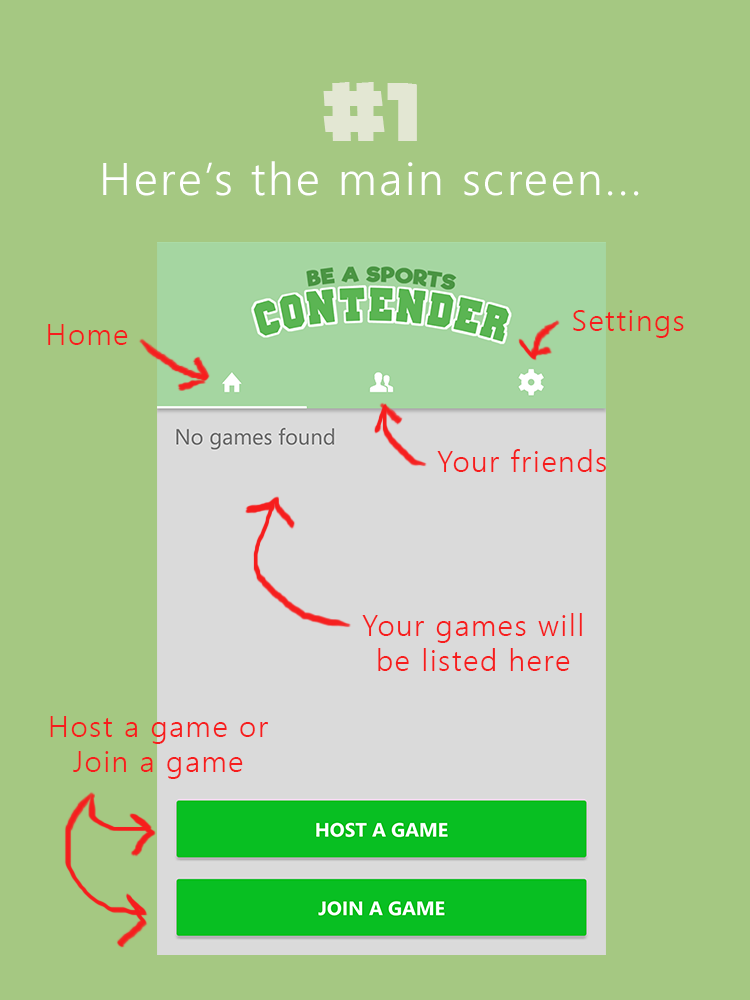 #1
Here's the main screen...
BE A SPORTS
CONTENDER
Home
Settings
No games found
Your friends
Your games will
be listed here
Host a game or
Join a game
HOST A GAME
JOIN A GAME